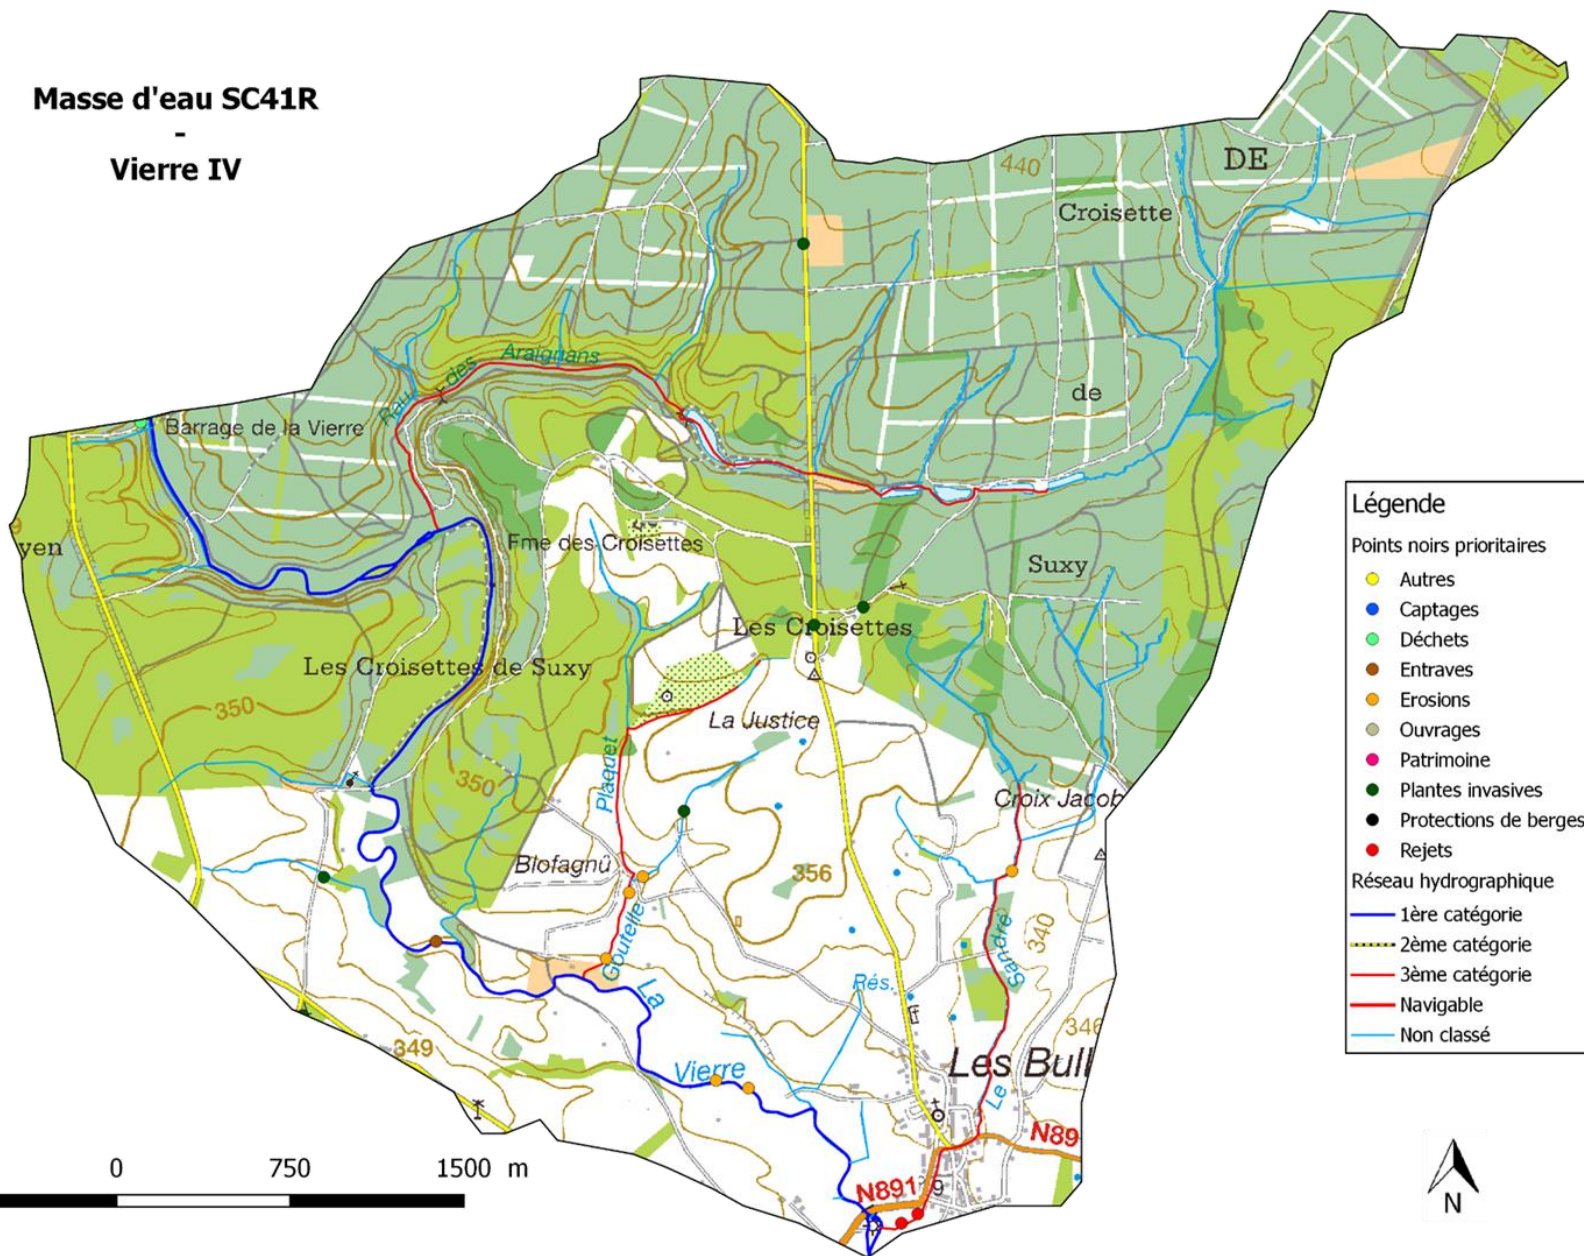 Masse d'eau SC41R
-
Vierre IV
DE
440
Croisette
Araignans
des
Rau
de
Barrage de la Vierre
yen
Fme des Croisettes
Suxy
Les Croisettes
Les Croisettes de Suxy
350
La Justice
350
Plaquet
Croix Jacob
Blofagnû
356
Goutelle
Sandré
340
La
Rés.
346
349
Vierre
Les Bull
Le
N89
N891
9
0 750 1500 m
N
Légende
Points noirs prioritaires
Autres
Captages
Déchets
Entraves
Erosions
Ouvrages
Patrimoine
Plantes invasives
Protections de berges
Rejets
Réseau hydrographique
1ère catégorie
2ème catégorie
3ème catégorie
Navigable
Non classé